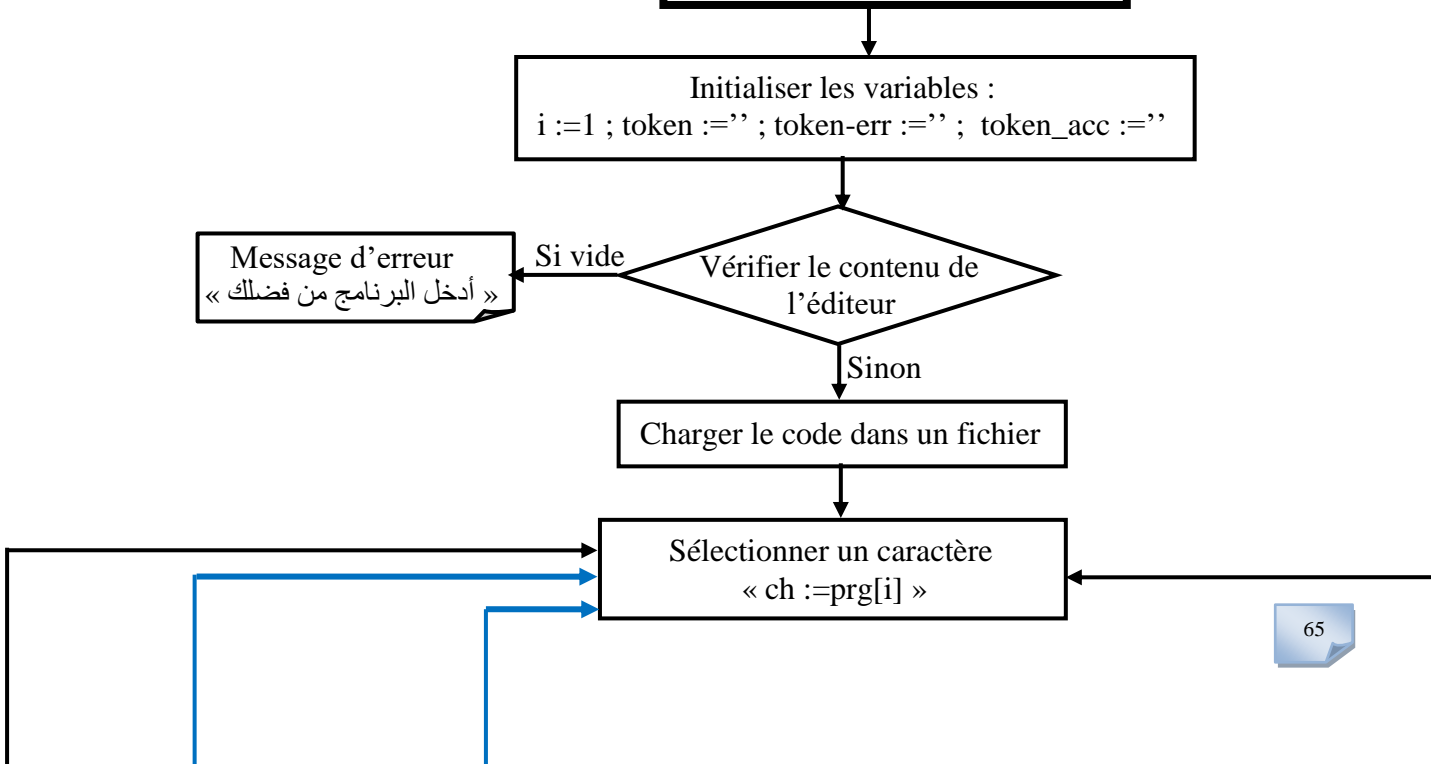 Initialiser les variables :
i :=1 ; token :=’’ ; token-err :=’’ ; token_acc :=’’
Si vide
Message d’erreur
« أدخل البرنامج من فضلك »
Vérifier le contenu de
l’éditeur
Sinon
Charger le code dans un fichier
Sélectionner un caractère
« ch :=prg[i] »
65